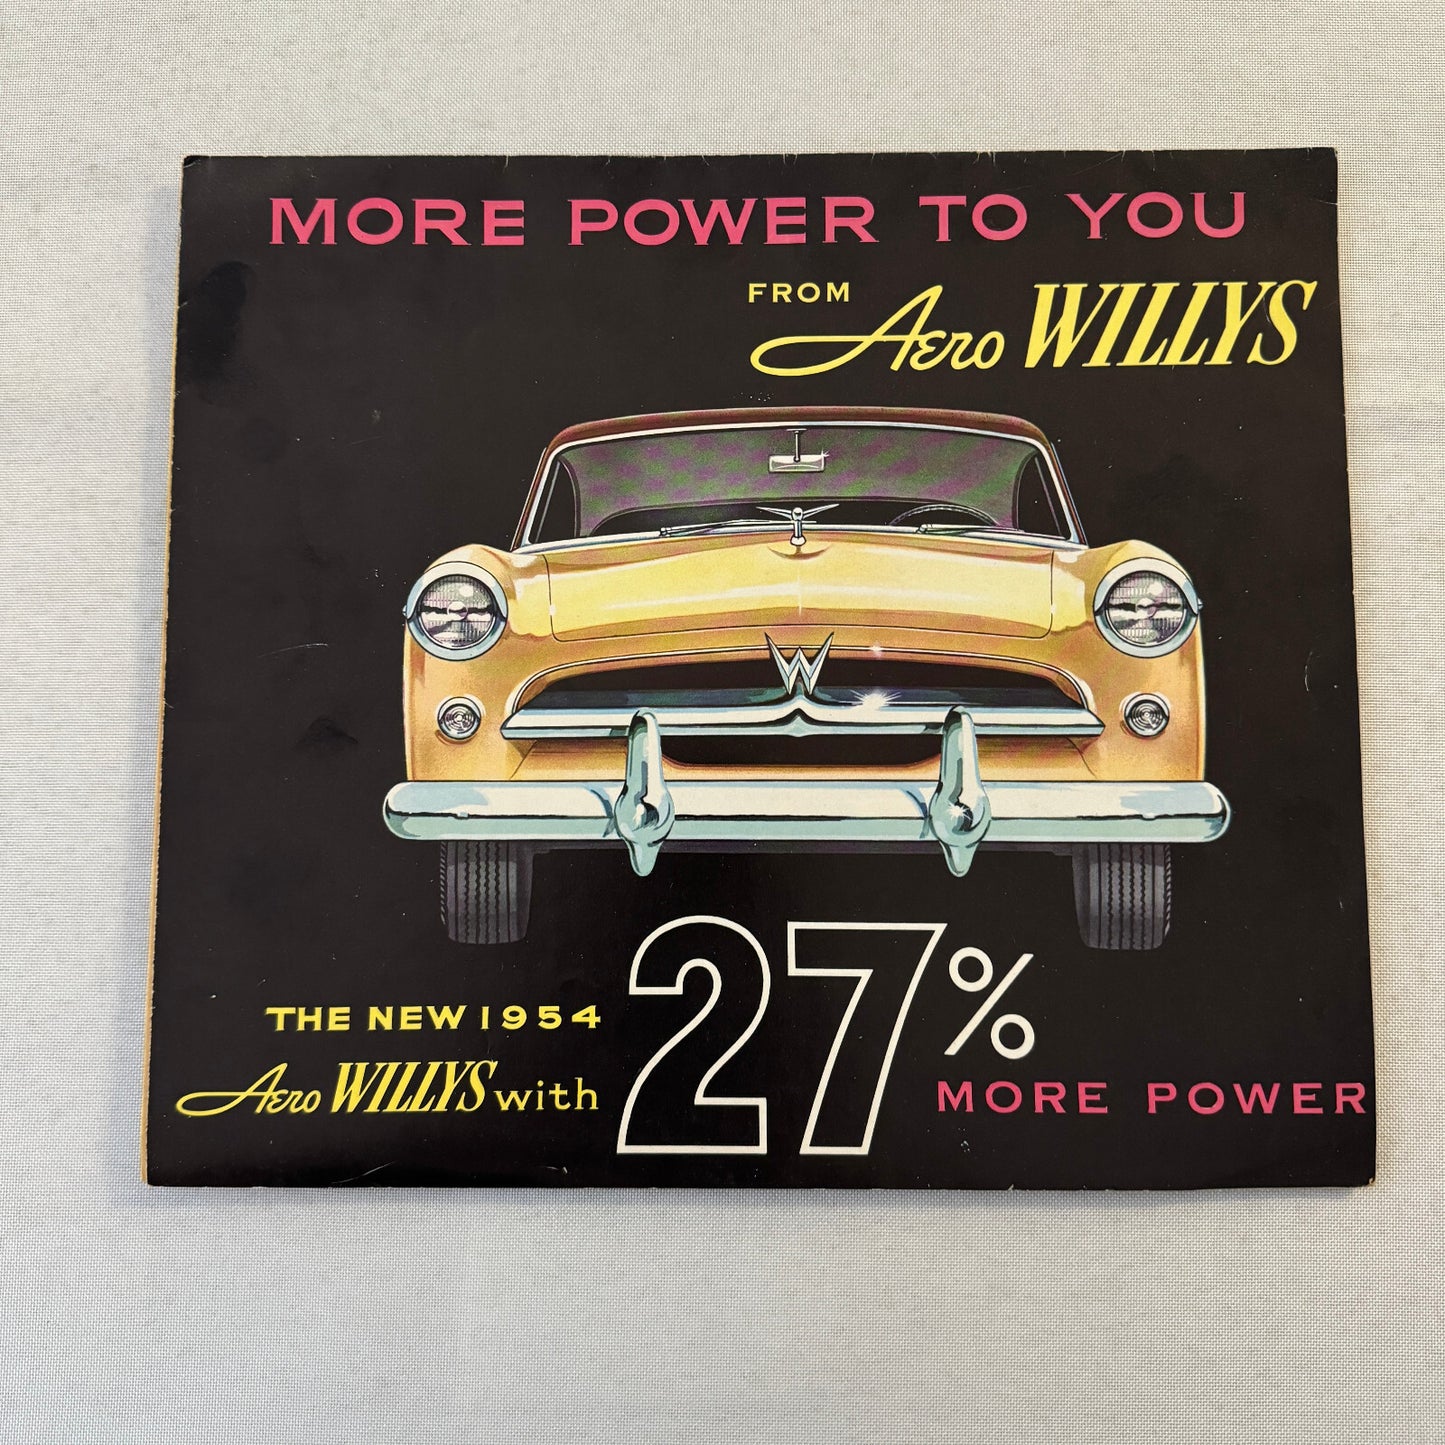 MORE POWER TO YOU
FROM Aero WILLYS
W
THE NEW 1954
Aero WILLYS with
27%
MORE POWER